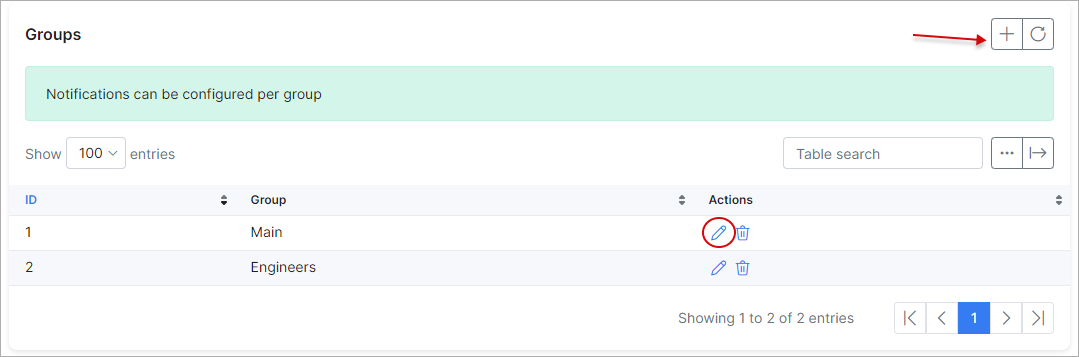 Groups
Notifications can be configured per group
Show 100 entries
Table search
ID Group Actions
1 Main
2 Engineers
Showing 1 to 2 of 2 entries
1